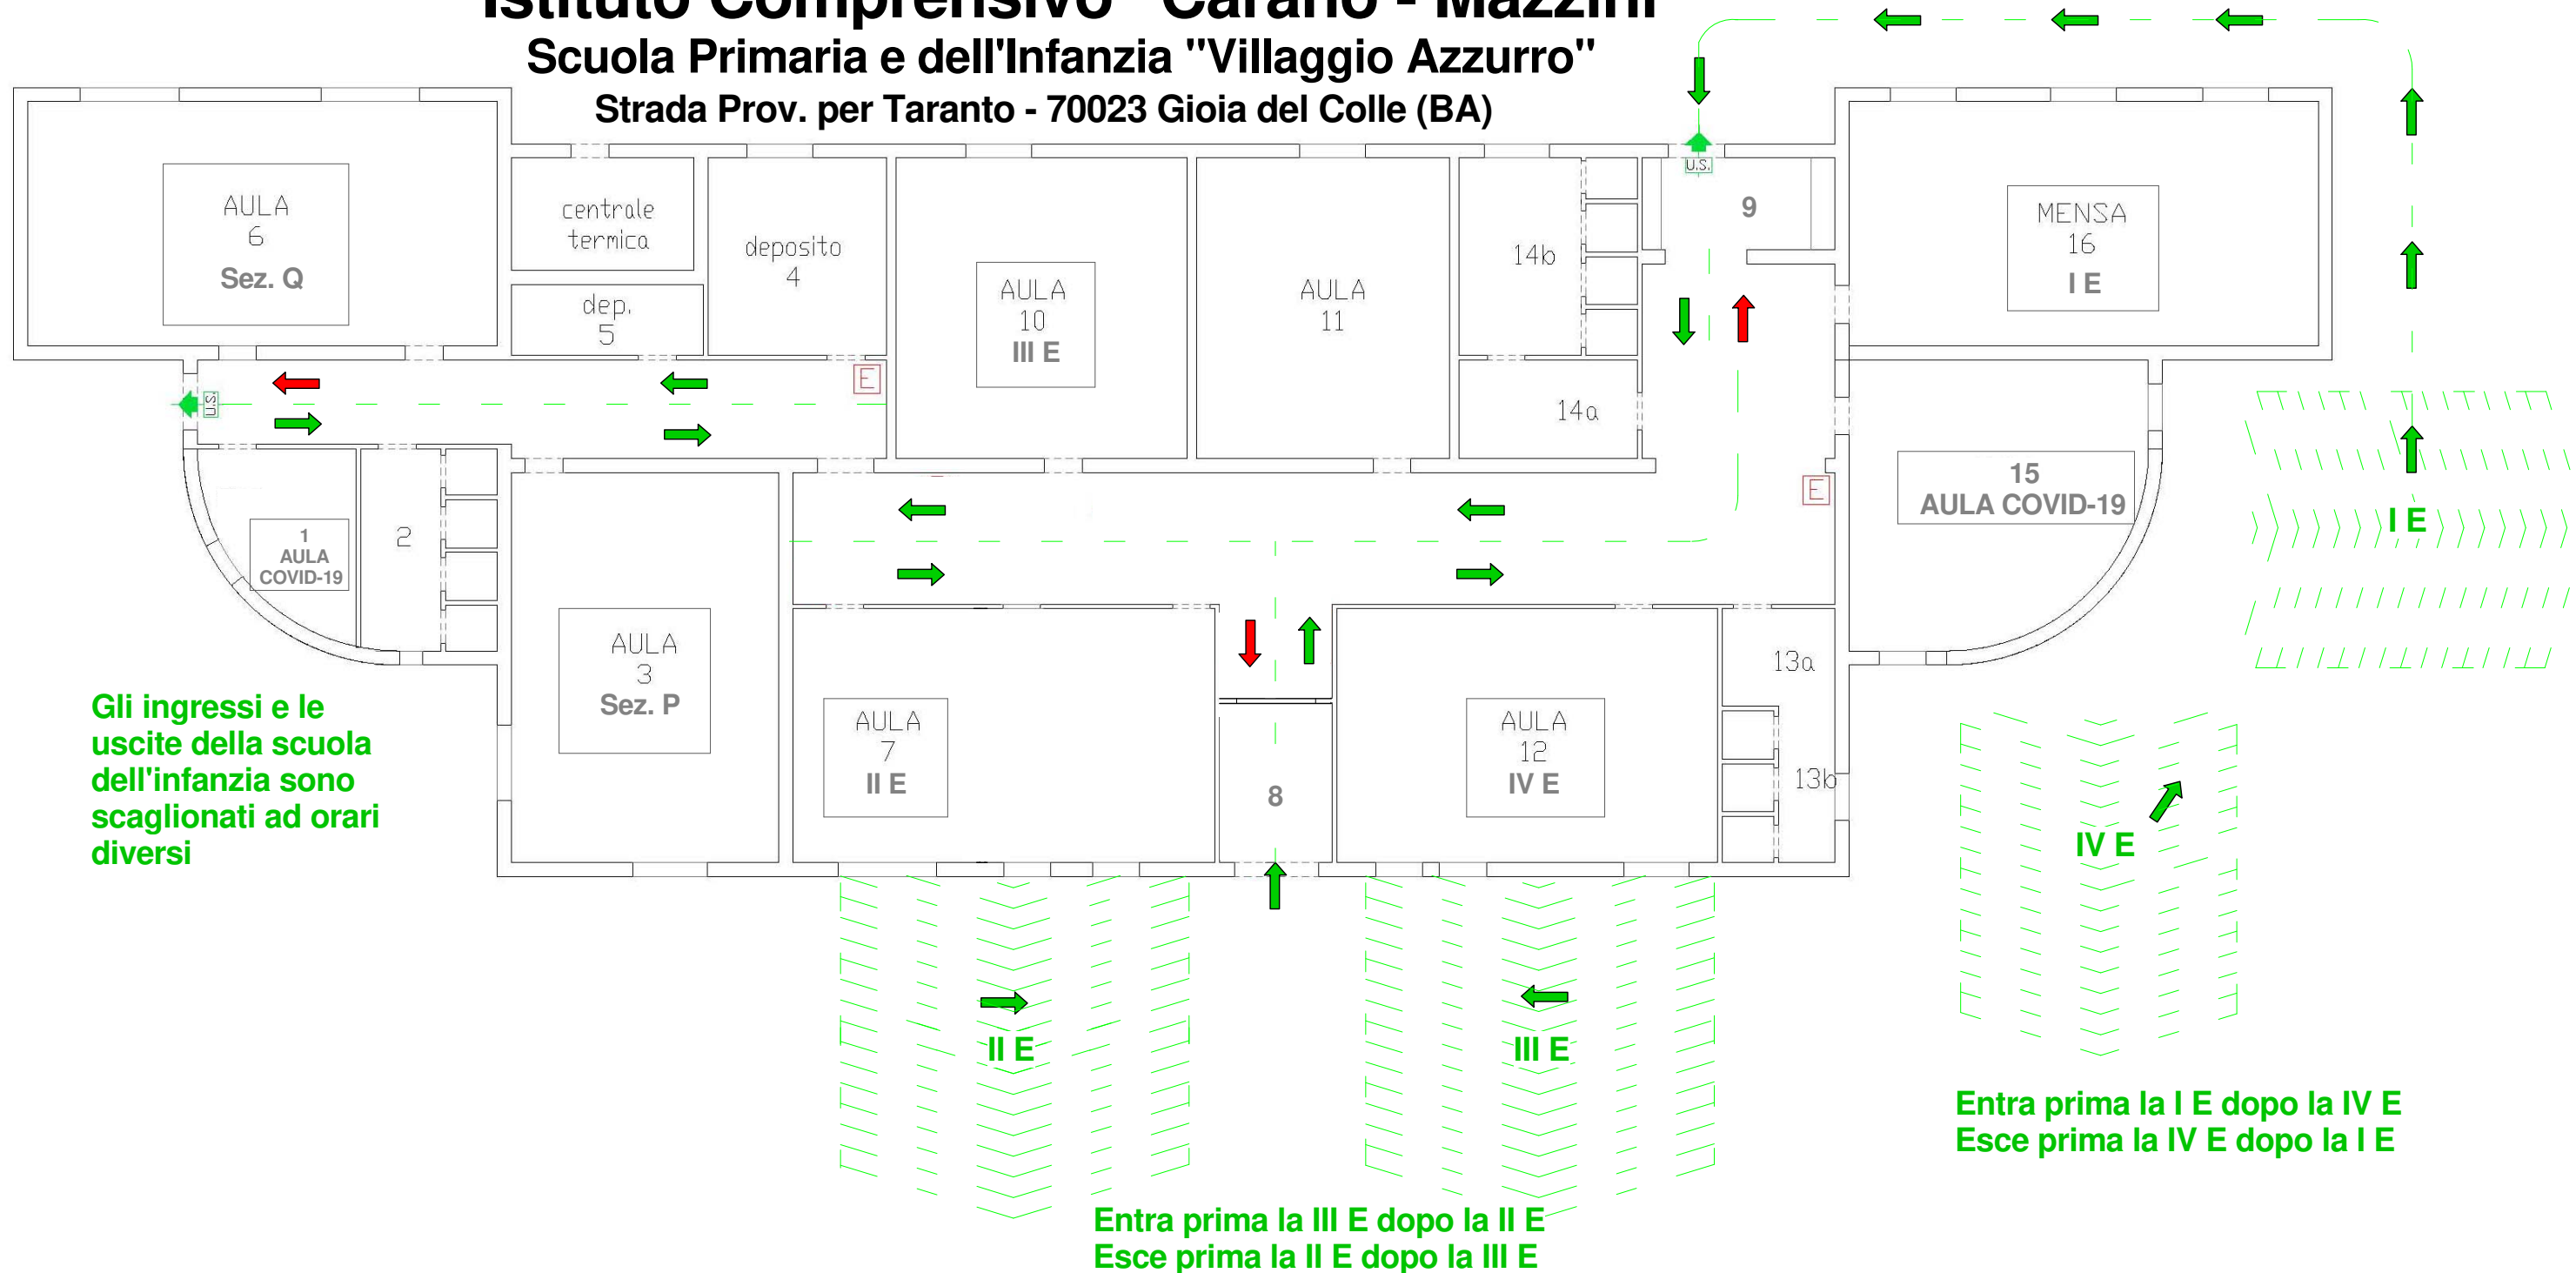 Istituto Comprensivo "Carano - Mazzini"
Scuola Primaria e dell'Infanzia "Villaggio Azzurro"
Strada Prov. per Taranto - 70023 Gioia del Colle (BA)
AULA
6
Sez. Q
centrale
termica
dep.
5
deposito
4
AULA
10
III E
AULA
11
14b
14a
U.S.
9
MENSA
16
I E
U.S.
E
E
1
AULA
COVID-19
2
AULA
3
Sez. P
AULA
7
II E
8
AULA
12
IV E
13a
13b
15
AULA COVID-19
I E
IV E
II E
III E
Gli ingressi e le
uscite della scuola
dell'infanzia sono
scaglionati ad orari
diversi
Entra prima la I E dopo la IV E
Esce prima la IV E dopo la I E
Entra prima la III E dopo la II E
Esce prima la II E dopo la III E